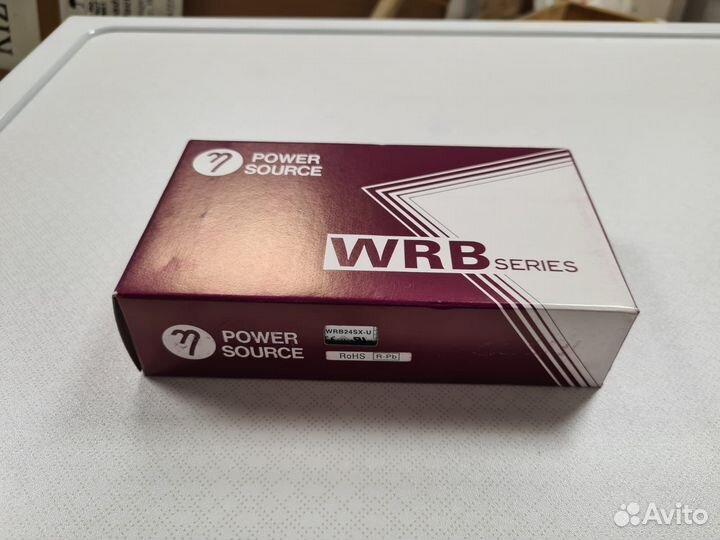 η POWER
SOURCE
WRB SERIES
η POWER
SOURCE
WRB24SX-U
RoHS R-Pb
Avito